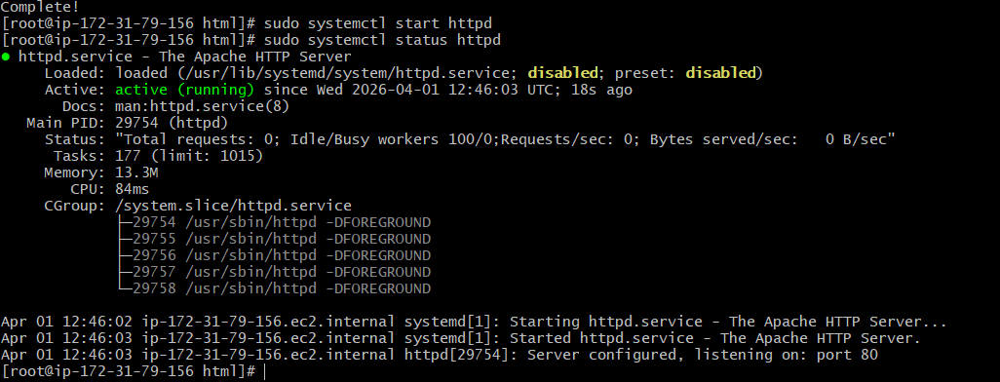 Complete!
[root@ip-172-31-79-156 html]# sudo systemctl start httpd
[root@ip-172-31-79-156 html]# sudo systemctl status httpd
● httpd.service - The Apache HTTP Server
     Loaded: loaded (/usr/lib/systemd/system/httpd.service; disabled; preset: disabled)
     Active: active (running) since Wed 2026-04-01 12:46:03 UTC; 18s ago
       Docs: man:httpd.service(8)
   Main PID: 29754 (httpd)
     Status: "Total requests: 0; Idle/Busy workers 100/0;Requests/sec: 0; Bytes served/sec:   0 B/sec"
      Tasks: 177 (limit: 1015)
     Memory: 13.3M
        CPU: 84ms
     CGroup: /system.slice/httpd.service
             ├─29754 /usr/sbin/httpd -DFOREGROUND
             ├─29755 /usr/sbin/httpd -DFOREGROUND
             ├─29756 /usr/sbin/httpd -DFOREGROUND
             ├─29757 /usr/sbin/httpd -DFOREGROUND
             └─29758 /usr/sbin/httpd -DFOREGROUND
Apr 01 12:46:02 ip-172-31-79-156.ec2.internal systemd[1]: Starting httpd.service - The Apache HTTP Server...
Apr 01 12:46:03 ip-172-31-79-156.ec2.internal systemd[1]: Started httpd.service - The Apache HTTP Server.
Apr 01 12:46:03 ip-172-31-79-156.ec2.internal httpd[29754]: Server configured, listening on: port 80
[root@ip-172-31-79-156 html]#